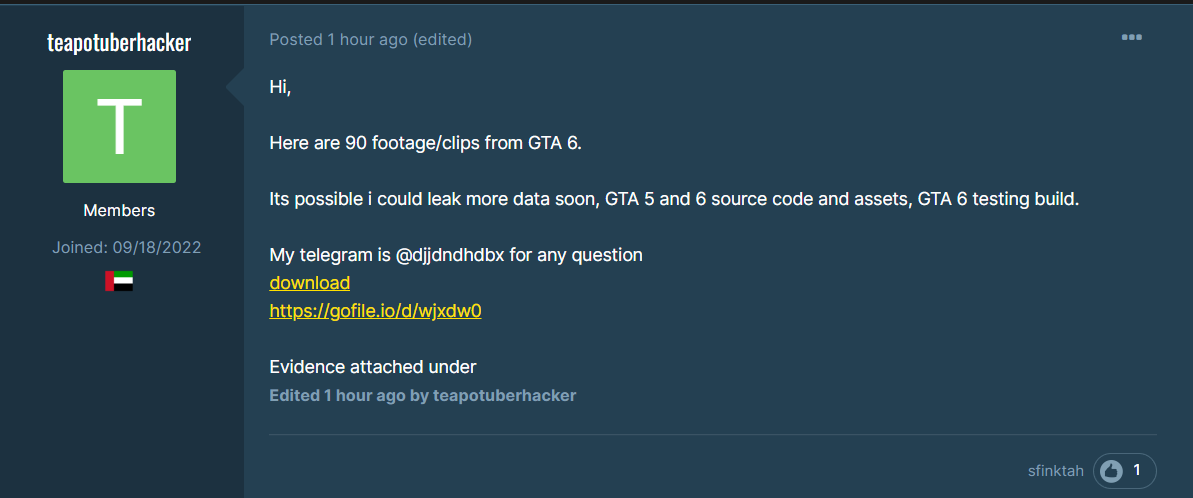 teapotuberhacker
Posted 1 hour ago (edited)
T
Members
Joined: 09/18/2022
Hi,
Here are 90 footage/clips from GTA 6.
Its possible i could leak more data soon, GTA 5 and 6 source code and assets, GTA 6 testing build.
My telegram is @djjdndhdbx for any question
download
https://gofile.io/d/wjxdw0
Evidence attached under
Edited 1 hour ago by teapotuberhacker
sfinktah 1